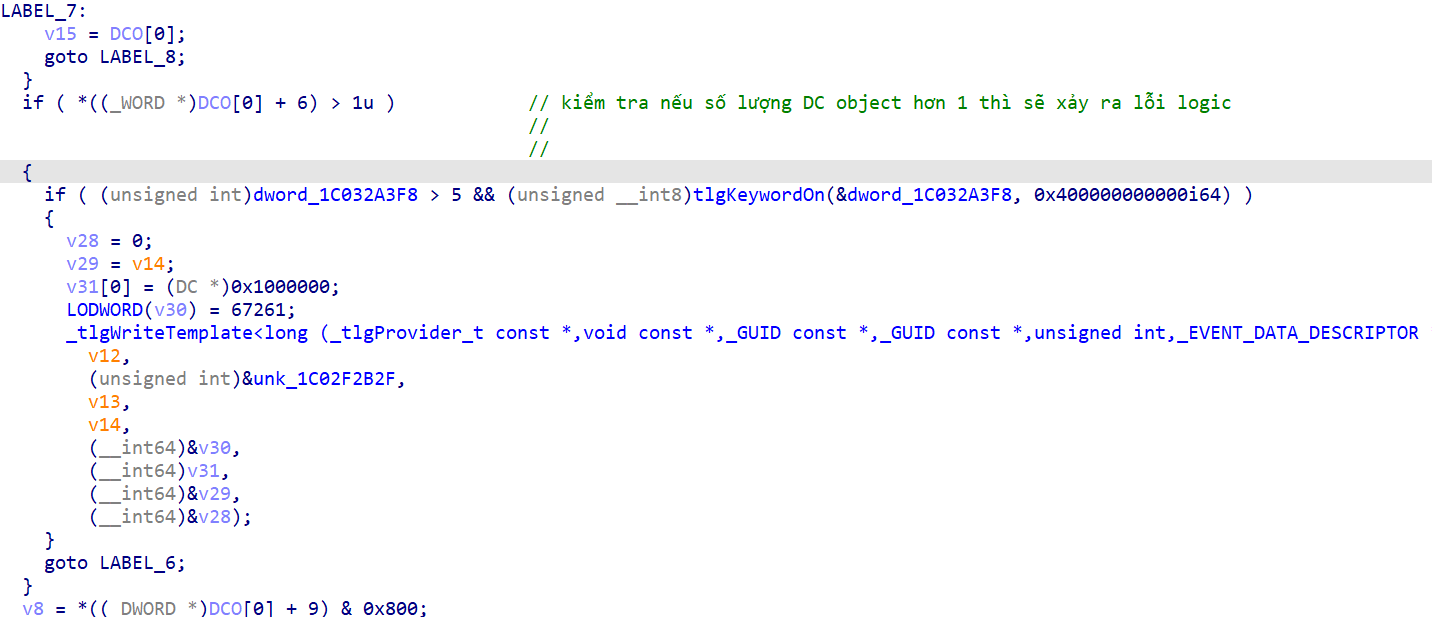 LABEL_7:
v15 = DCO[0];
goto LABEL_8;
}
if ( *((_WORD *)DCO[0] + 6) > 1u ) // kiểm tra nếu số lượng DC object hơn 1 thì sẽ xảy ra lỗi logic
//
//
{
if ( (unsigned int)dword_1C032A3F8 > 5 && (unsigned __int8)tlgKeywordOn(&dword_1C032A3F8, 0x400000000000i64) )
{
v28 = 0;
v29 = v14;
v31[0] = (DC *)0x1000000;
LODWORD(v30) = 67261;
_tlgWriteTemplate<long (_tlgProvider_t const *,void const *,_GUID const *,_GUID const *,unsigned int,_EVENT_DATA_DESCRIPTOR
v12,
(unsigned int)&unk_1C02F2B2F,
v13,
v14,
(__int64)&v30,
(__int64)v31,
(__int64)&v29,
(__int64)&v28);
}
goto LABEL_6;
}
v8 = *((_DWORD *)DCO[0] + 9) & 0x800;